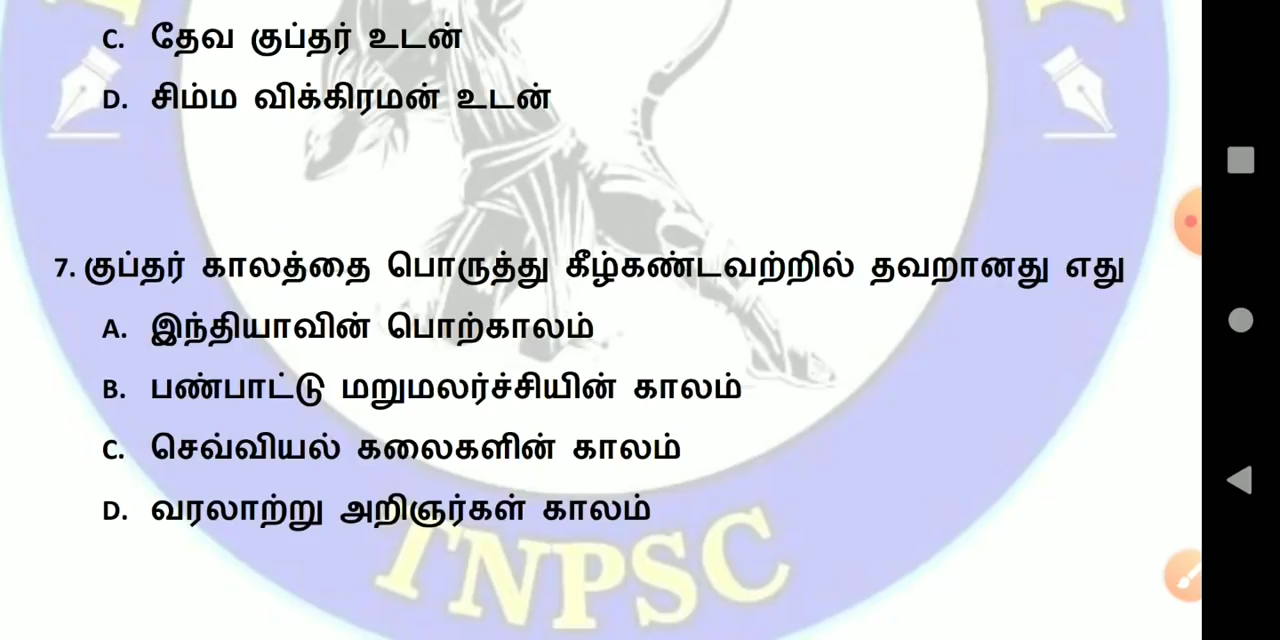 C. தேவ குப்தர் உடன்
D. சிம்ம விக்கிரமன் உடன்
7. குப்தர் காலத்தை பொருத்து கீழ்கண்டவற்றில் தவறானது எது
A. இந்தியாவின் பொற்காலம்
B. பண்பாட்டு மறுமலர்ச்சியின் காலம்
C. செவ்வியல் கலைகளின் காலம்
D. வரலாற்று அறிஞர்கள் காலம்
TNPSC